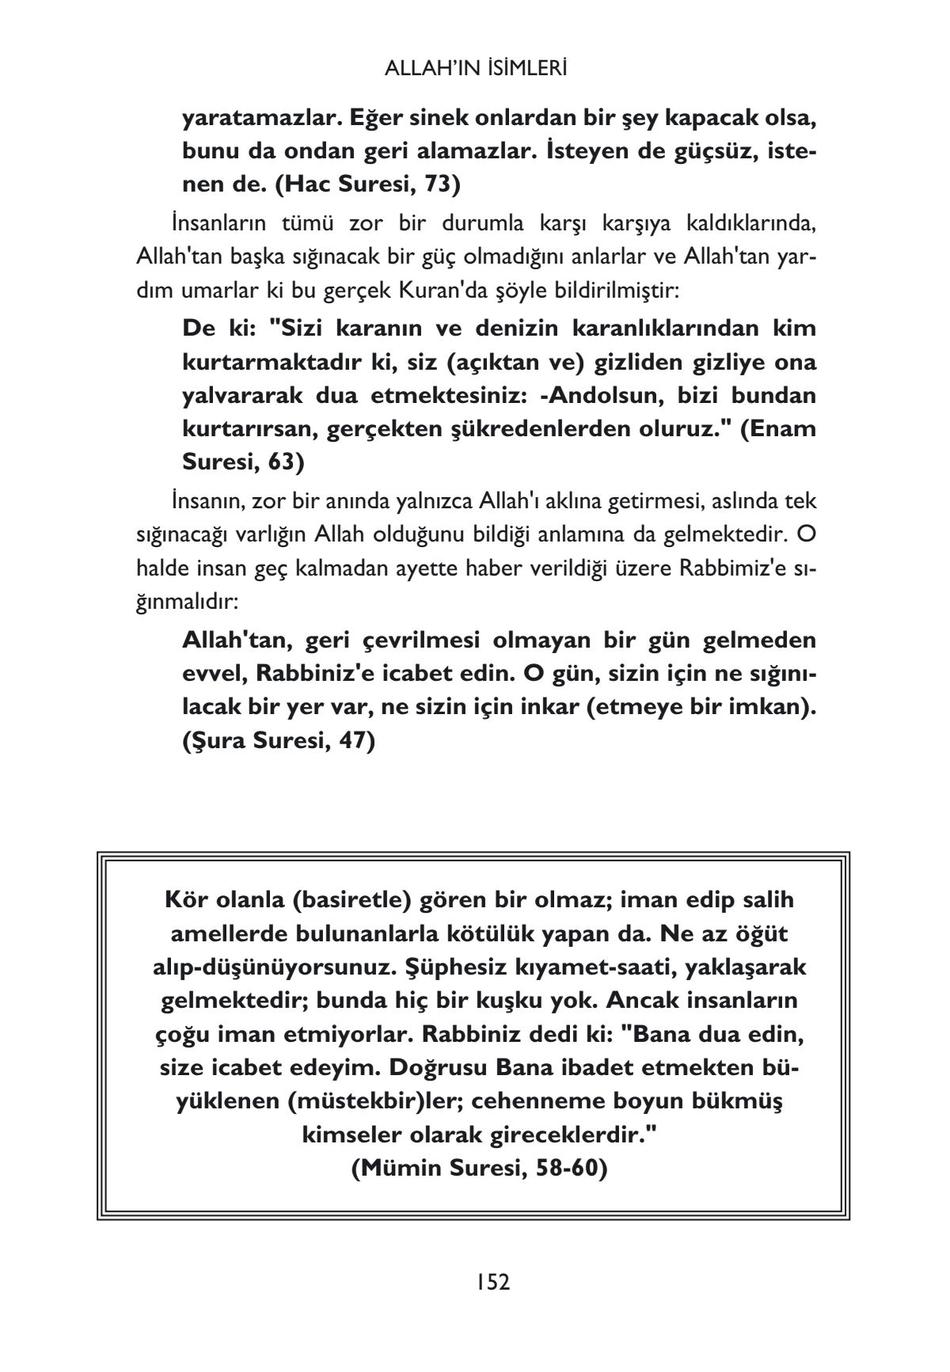 ALLAH’IN İSİMLERİ
yaratamazlar. Eğer sinek onlardan bir şey kapacak olsa,
bunu da ondan geri alamazlar. İsteyen de güçsüz, iste-
nen de. (Hac Suresi, 73)
İnsanların tümü zor bir durumla karşı karşıya kaldıklarında,
Allah'tan başka sığınacak bir güç olmadığını anlarlar ve Allah'tan yar-
dım umarlar ki bu gerçek Kuran'da şöyle bildirilmiştir:
De ki: "Sizi karanın ve denizin karanlıklarından kim
kurtarmaktadır ki, siz (açıktan ve) gizliden gizliye ona
yalvararak dua etmektesiniz: -Andolsun, bizi bundan
kurtarırsan, gerçekten şükredenlerden oluruz." (Enam
Suresi, 63)
İnsanın, zor bir anında yalnızca Allah'ı aklına getirmesi, aslında tek
sığınacağı varlığın Allah olduğunu bildiği anlamına da gelmektedir. O
halde insan geç kalmadan ayette haber verildiği üzere Rabbimiz'e sı-
ğınmalıdır:
Allah'tan, geri çevrilmesi olmayan bir gün gelmeden
evvel, Rabbiniz'e icabet edin. O gün, sizin için ne sığını-
lacak bir yer var, ne sizin için inkar (etmeye bir imkan).
(Şura Suresi, 47)
Kör olanla (basiretle) gören bir olmaz; iman edip salih
amellerde bulunanlarla kötülük yapan da. Ne az öğüt
alıp-düşünüyorsunuz. Şüphesiz kıyamet-saati, yaklaşarak
gelmektedir; bunda hiç bir kuşku yok. Ancak insanların
çoğu iman etmiyorlar. Rabbiniz dedi ki: "Bana dua edin,
size icabet edeyim. Doğrusu Bana ibadet etmekten bü-
yüklenen (müstekbir)ler; cehenneme boyun bükmüş
kimseler olarak gireceklerdir."
(Mümin Suresi, 58-60)
152